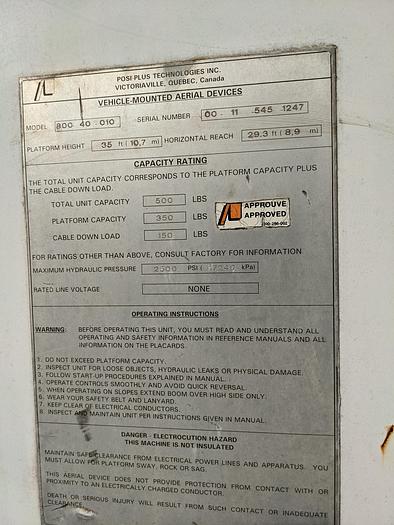 POSI-PLUS TECHNOLOGIES INC.
VICTORIAVILLE, QUEBEC, Canada
VEHICLE-MOUNTED AERIAL DEVICES
MODEL 800 40 010 SERIAL NUMBER 00 11 545 1247
PLATFORM HEIGHT 35 ft (10,7 m) HORIZONTAL REACH 29.3 ft (8,9 m)
CAPACITY RATING
THE TOTAL UNIT CAPACITY CORRESPONDS TO THE PLATFORM CAPACITY PLUS
THE CABLE DOWN LOAD.
TOTAL UNIT CAPACITY 500 LBS
PLATFORM CAPACITY 350 LBS
CABLE DOWN LOAD 150 LBS
APPROUVE
APPROVED
FOR RATINGS OTHER THAN ABOVE, CONSULT FACTORY FOR INFORMATION
MAXIMUM HYDRAULIC PRESSURE 2500 PSI ( kPa)
RATED LINE VOLTAGE NONE
OPERATING INSTRUCTIONS
WARNING: BEFORE OPERATING THIS UNIT, YOU MUST READ AND UNDERSTAND ALL
OPERATING AND SAFETY INFORMATION IN REFERENCE MANUALS AND ALL
INFORMATION ON THE PLACARDS.
1. DO NOT EXCEED PLATFORM CAPACITY.
2. INSPECT UNIT FOR LOOSE OBJECTS, HYDRAULIC LEAKS OR PHYSICAL DAMAGE.
3. FOLLOW START-UP PROCEDURES EXPLAINED IN MANUAL.
4. OPERATE CONTROLS SMOOTHLY AND AVOID QUICK REVERSAL.
5. WHEN OPERATING ON SLOPES EXTEND BOOM OVER HIGH SIDE ONLY.
6. WEAR YOUR SAFETY BELT AND LANYARD.
7. KEEP CLEAR OF ELECTRICAL CONDUCTORS.
8. INSPECT AND MAINTAIN UNIT PER INSTRUCTIONS GIVEN IN MANUAL.
DANGER - ELECTROCUTION HAZARD
THIS MACHINE IS NOT INSULATED
MAINTAIN SAFE CLEARANCE FROM ELECTRICAL POWER LINES AND APPARATUS. YOU
MUST ALLOW FOR PLATFORM SWAY, ROCK OR SAG.
THIS AERIAL DEVICE DOES NOT PROVIDE PROTECTION FROM CONTACT WITH OR
PROXIMITY TO AN ELECTRICALLY CHARGED CONDUCTOR.
DEATH OR SERIOUS INJURY WILL RESULT FROM SUCH CONTACT OR INADEQUATE
CLEARANCE.